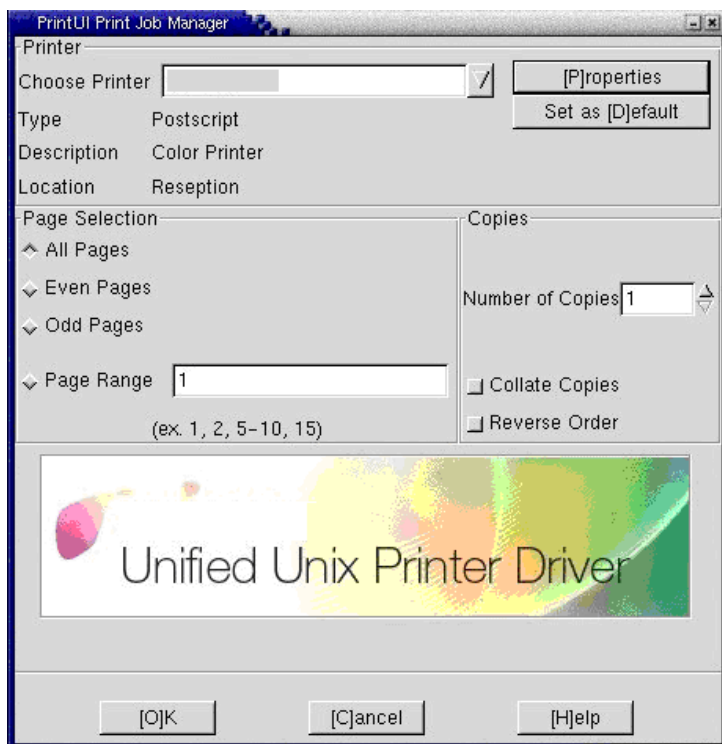 PrintUI Print Job Manager
Printer
Choose Printer
[P]roperties
Set as [D]efault
Type Postscript
Description Color Printer
Location Reseption
Page Selection
All Pages
Even Pages
Odd Pages
Page Range 1
(ex. 1, 2, 5-10, 15)
Copies
Number of Copies 1
Collate Copies
Reverse Order
Unified Unix Printer Driver
[O]K
[C]ancel
[H]elp